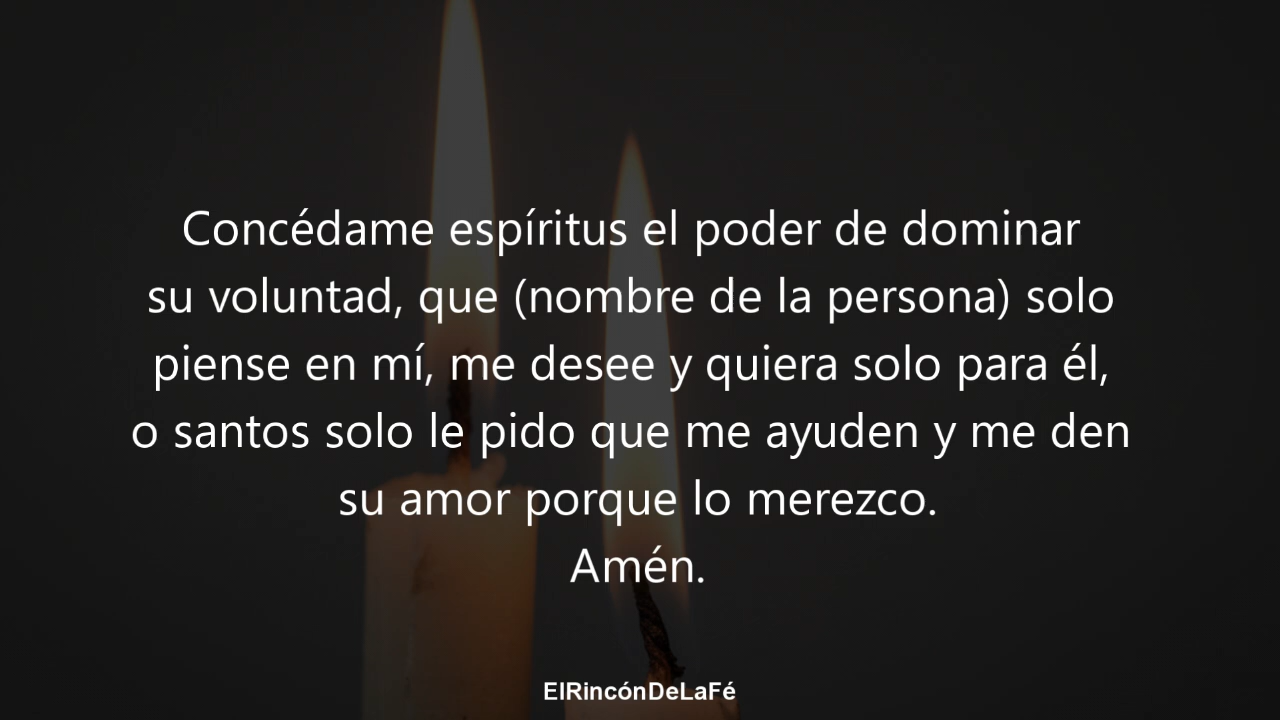 Concédame espíritus el poder de dominar
su voluntad, que (nombre de la persona) solo
piense en mí, me desee y quiera solo para él,
o santos solo le pido que me ayuden y me den
su amor porque lo merezco.
Amén.
ElRincónDeLaFé